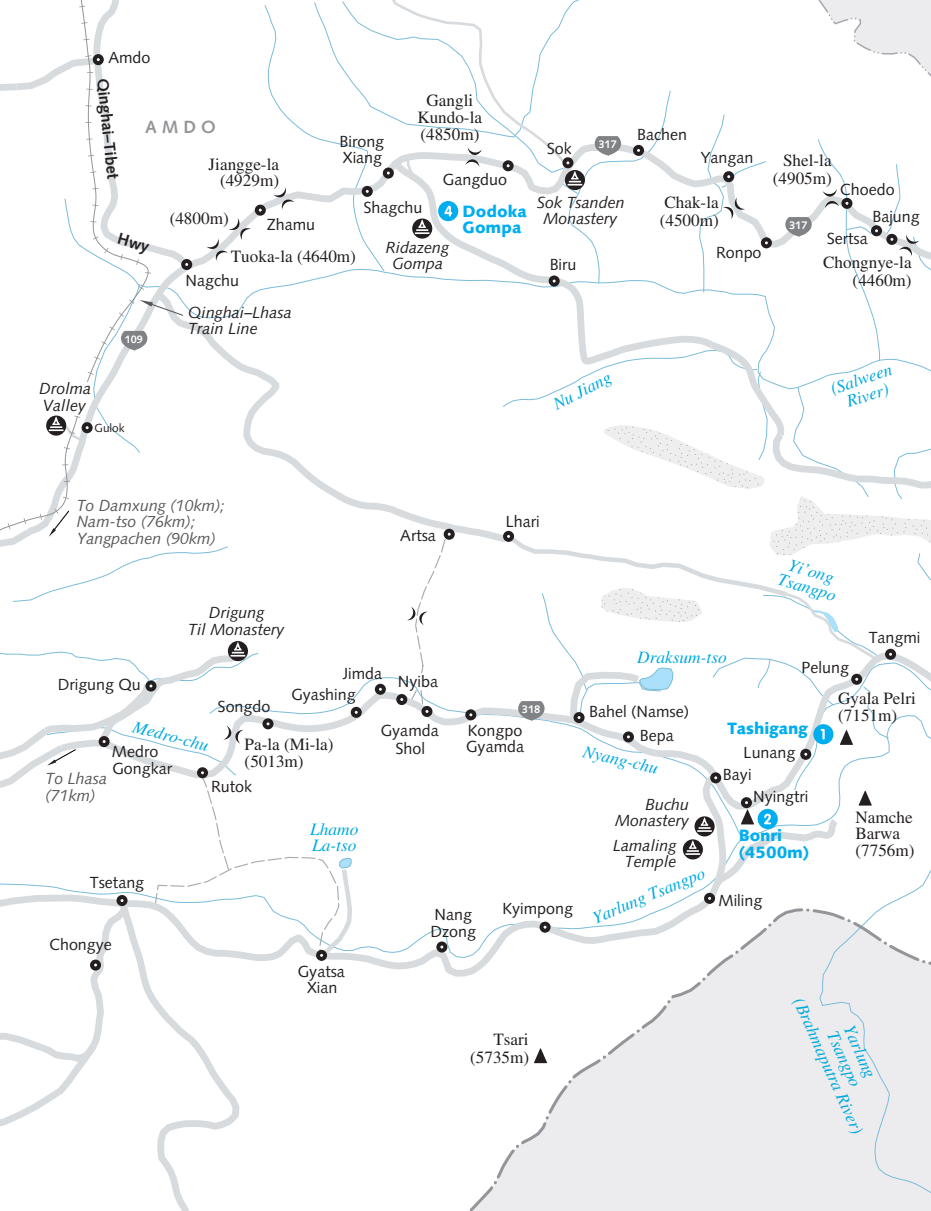 Amdo
Qinghai–Tibet
Hwy
AMDO
Gangli
Kundo-la
(4850m)
Birong
Xiang
Sok
317
Bachen
Yangan
Shel-la
(4905m)
Jiangge-la
(4929m)
Gangduo
Choedo
Shagchu
4 Dodoka
Gompa
Sok Tsanden
Monastery
Chak-la
(4500m)
317
Bajung
(4800m)
Zhamu
Ridazeng
Gompa
Sertsa
Ronpo
Tuoka-la (4640m)
Chongnye-la
(4460m)
Nagchu
Biru
Qinghai–Lhasa
Train Line
109
Drolma
Valley
Gulok
Nu Jiang
(Salween
River)
To Damxung (10km);
Nam-tso (76km);
Yangpachen (90km)
Artsa
Lhari
Yi'ong
Tsangpo
Drigung
Til Monastery
Tangmi
Draksum-tso
Pelung
Drigung Qu
Jimda
Nyiba
Gyashing
Songdo
318
Bahel (Namse)
Gyala Pelri
(7151m)
Medro-chu
Pa-la (Mi-la)
(5013m)
Gyamda
Shol
Kongpo
Gyamda
Bepa
Tashigang 1
Lunang
Medro
Gongkar
Nyang-chu
To Lhasa
(71km)
Rutok
Bayi
Nyingtri
Buchu
Monastery
2
Bonri
(4500m)
Namche
Barwa
(7756m)
Lhamo
La-tso
Lamaling
Temple
Tsetang
Yarlung Tsangpo
Miling
Kyimpong
Nang
Dzong
Chongye
Gyatsa
Xian
Tsari
(5735m)
Yarlung
Tsangpo
(Brahmaputra River)